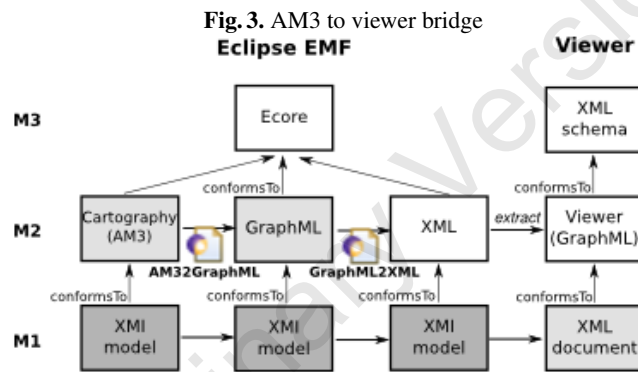 Fig. 3. AM3 to viewer bridge
Eclipse EMF
Viewer
M3
Ecore
XML
schema
conformsTo
conformsTo
M2
Cartography
(AM3)
GraphML
XML
extract
Viewer
(GraphML)
AM32GraphML
GraphML2XML
conformsTo
conformsTo
conformsTo
conformsTo
M1
XMI
model
XMI
model
XMI
model
XML
document